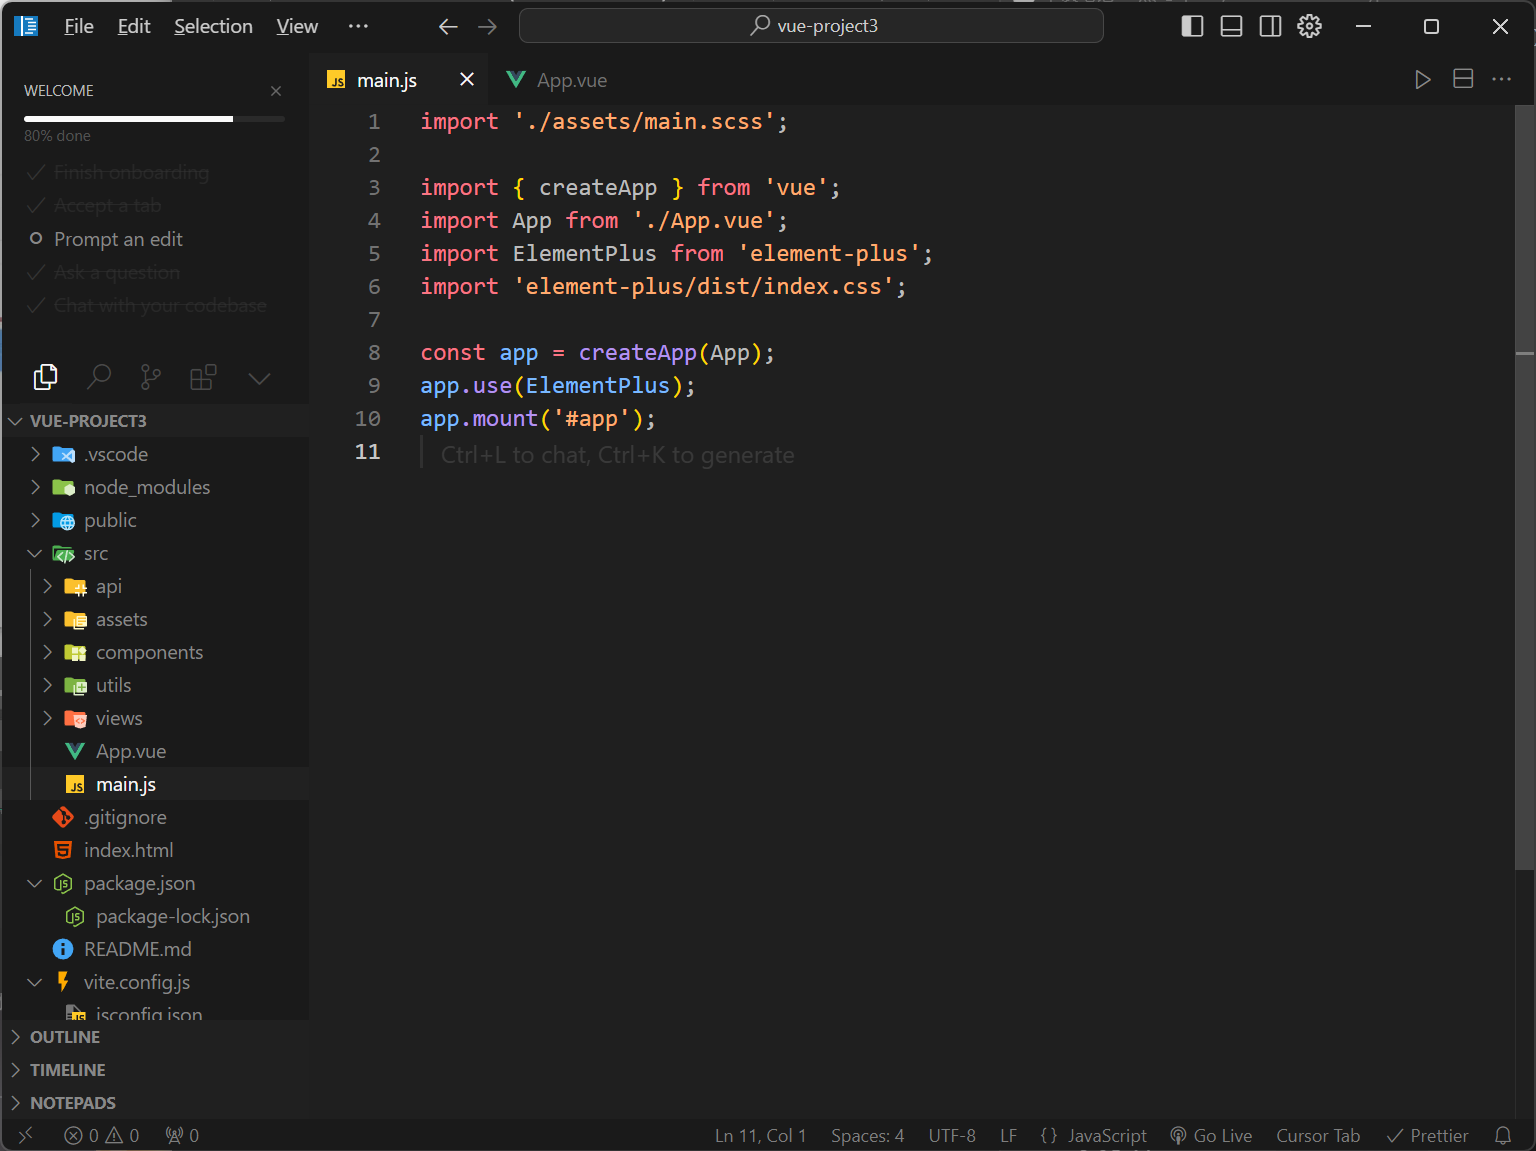 File Edit Selection View ··· vue-project3
WELCOME
80% done
Finish onboarding
Accept a tab
Prompt an edit
Ask a question
Chat with your codebase
VUE-PROJECT3
.vscode
node_modules
public
src
api
assets
components
utils
views
App.vue
main.js
.gitignore
index.html
package.json
package-lock.json
README.md
vite.config.js
jsconfig.json
OUTLINE
TIMELINE
NOTEPADS
main.js App.vue
1 import './assets/main.scss';
2
3 import { createApp } from 'vue';
4 import App from './App.vue';
5 import ElementPlus from 'element-plus';
6 import 'element-plus/dist/index.css';
7
8 const app = createApp(App);
9 app.use(ElementPlus);
10 app.mount('#app');
11 Ctrl+L to chat, Ctrl+K to generate
0 0 0 Ln 11, Col 1 Spaces: 4 UTF-8 LF {} JavaScript Go Live Cursor Tab Prettier